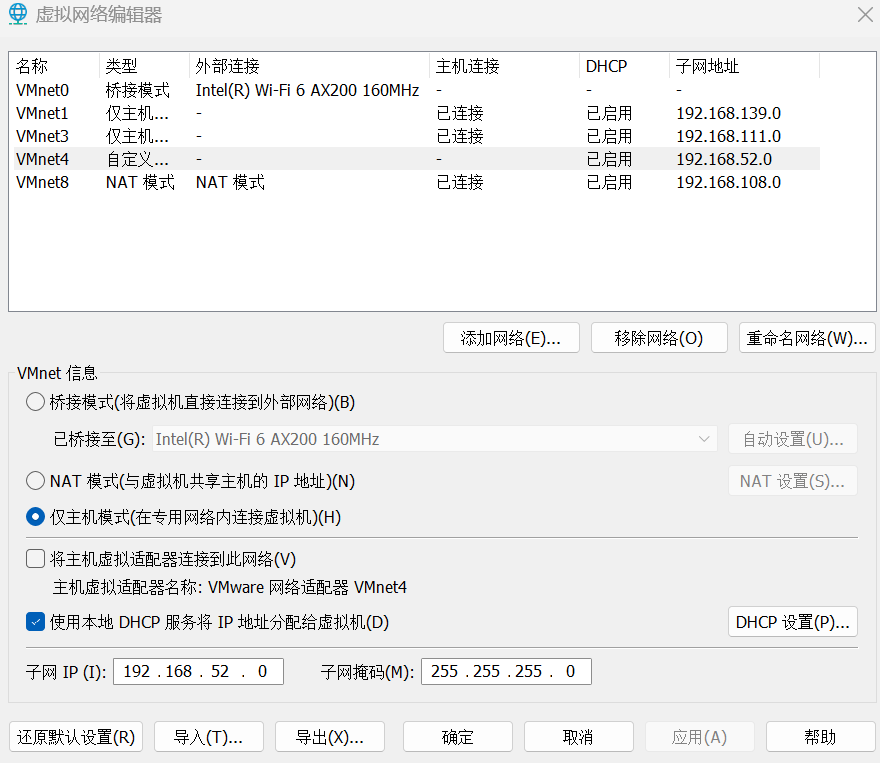 虚拟网络编辑器
名称 类型 外部连接 主机连接 DHCP 子网地址
VMnet0 桥接模式 Intel(R) Wi-Fi 6 AX200 160MHz - - -
VMnet1 仅主机... - 已连接 已启用 192.168.139.0
VMnet3 仅主机... - 已连接 已启用 192.168.111.0
VMnet4 自定义... - - 已启用 192.168.52.0
VMnet8 NAT 模式 NAT 模式 已连接 已启用 192.168.108.0
添加网络(E)... 移除网络(O) 重命名网络(W)...
VMnet 信息
桥接模式(将虚拟机直接连接到外部网络)(B)
已桥接至(G): Intel(R) Wi-Fi 6 AX200 160MHz 自动设置(U)...
NAT 模式(与虚拟机共享主机的 IP 地址)(N) NAT 设置(S)...
仅主机模式(在专用网络内连接虚拟机)(H)
将主机虚拟适配器连接到此网络(V)
主机虚拟适配器名称: VMware 网络适配器 VMnet4
使用本地 DHCP 服务将 IP 地址分配给虚拟机(D) DHCP 设置(P)...
子网 IP (I): 192 . 168 . 52 . 0 子网掩码(M): 255 . 255 . 255 . 0
还原默认设置(R) 导入(T)... 导出(X)... 确定 取消 应用(A) 帮助